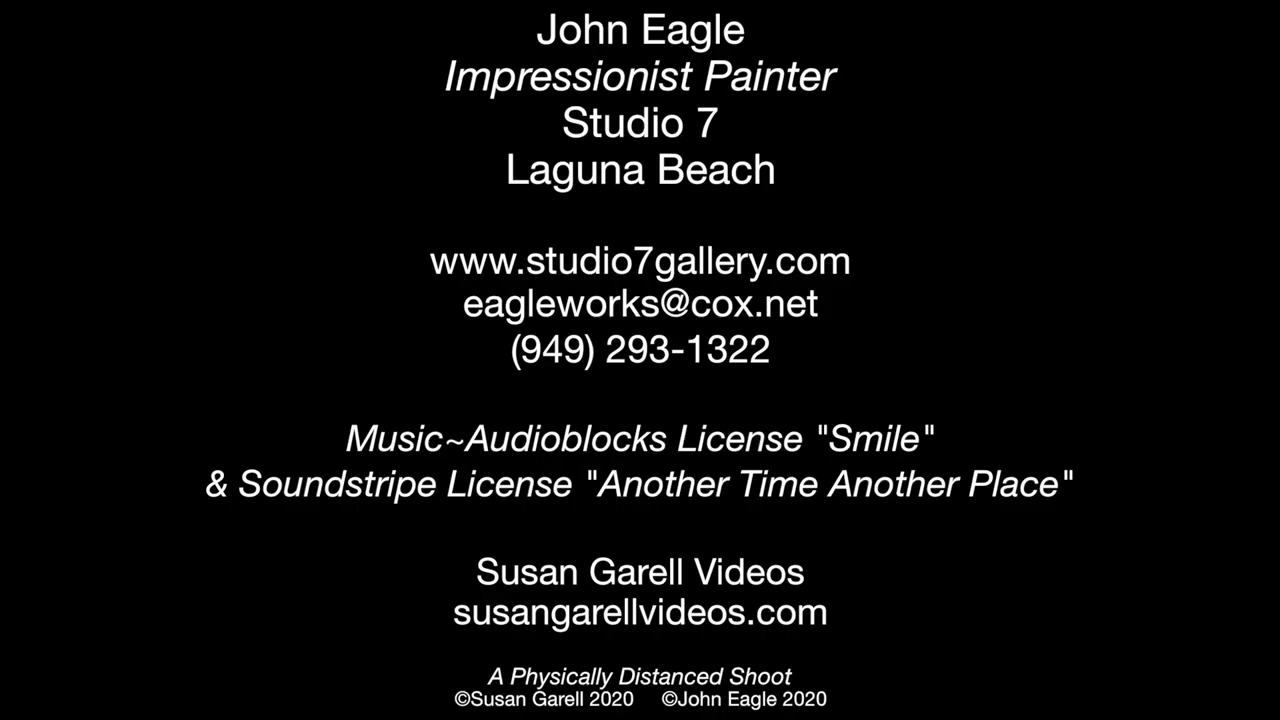 John Eagle
Impressionist Painter
Studio 7
Laguna Beach
www.studio7gallery.com
eagleworks@cox.net
(949) 293-1322
Music~Audioblocks License "Smile"
& Soundstripe License "Another Time Another Place"
Susan Garell Videos
susangarellvideos.com
A Physically Distanced Shoot
©Susan Garell 2020 ©John Eagle 2020